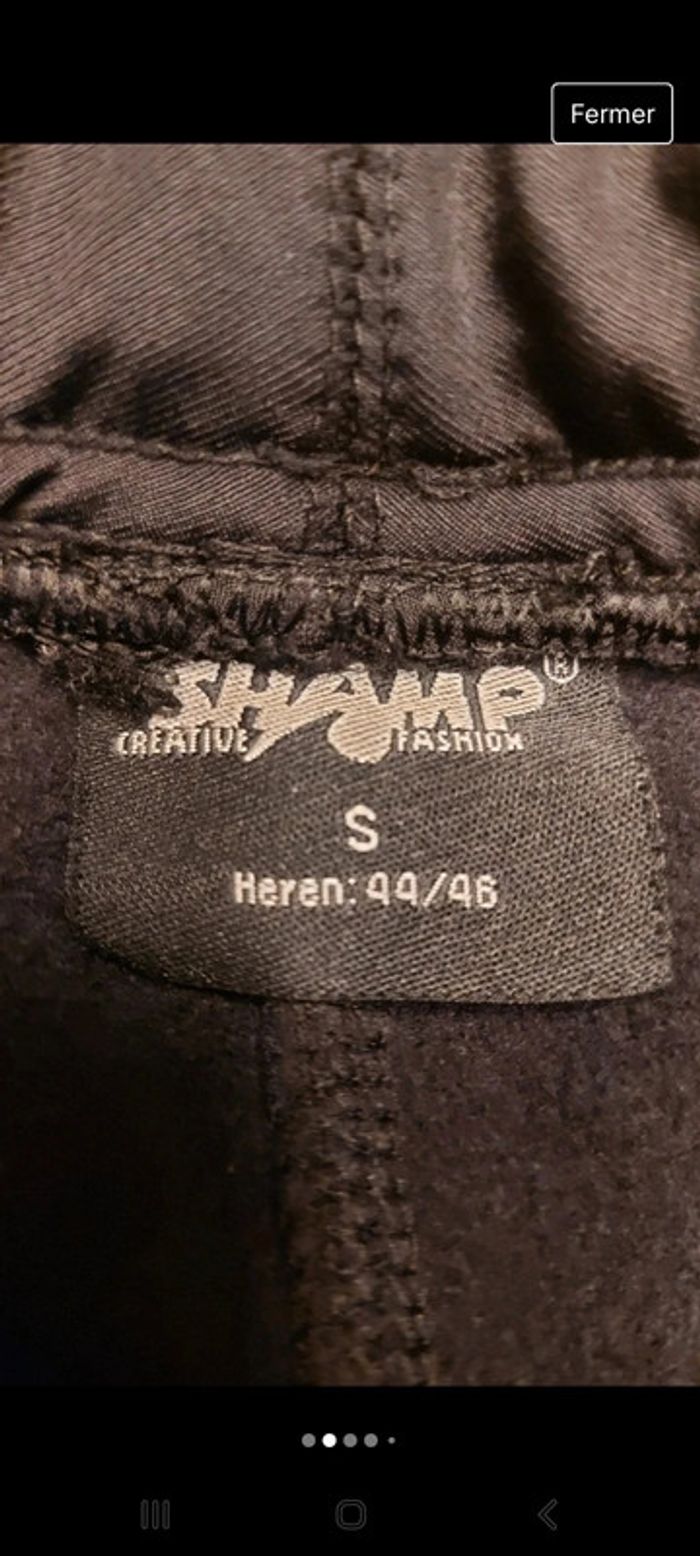 Fermer
SHAMP®
CREATIVE FASHION
S
Heren: 44/46